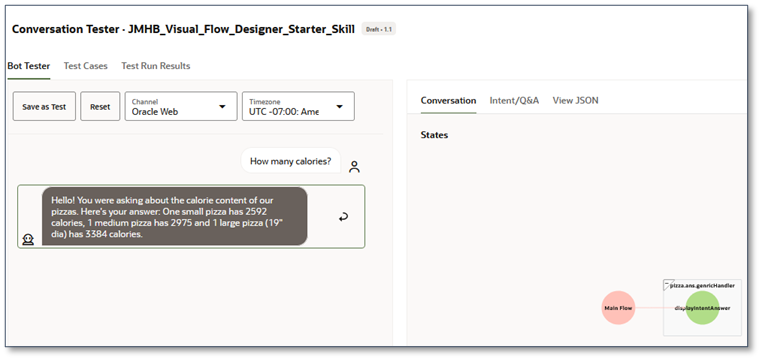 Conversation Tester - JMHB_Visual_Flow_Designer_Starter_Skill Draft - 1.1
Bot Tester Test Cases Test Run Results
Save as Test Reset Channel Oracle Web Timezone UTC -07:00: Ame
Conversation Intent/Q&A View JSON
States
How many calories?
Hello! You were asking about the calorie content of our
pizzas. Here's your answer: One small pizza has 2592
calories, 1 medium pizza has 2975 and 1 large pizza (19"
dia) has 3384 calories.
pizza.ans.genricHandler
Main Flow displayIntentAnswer